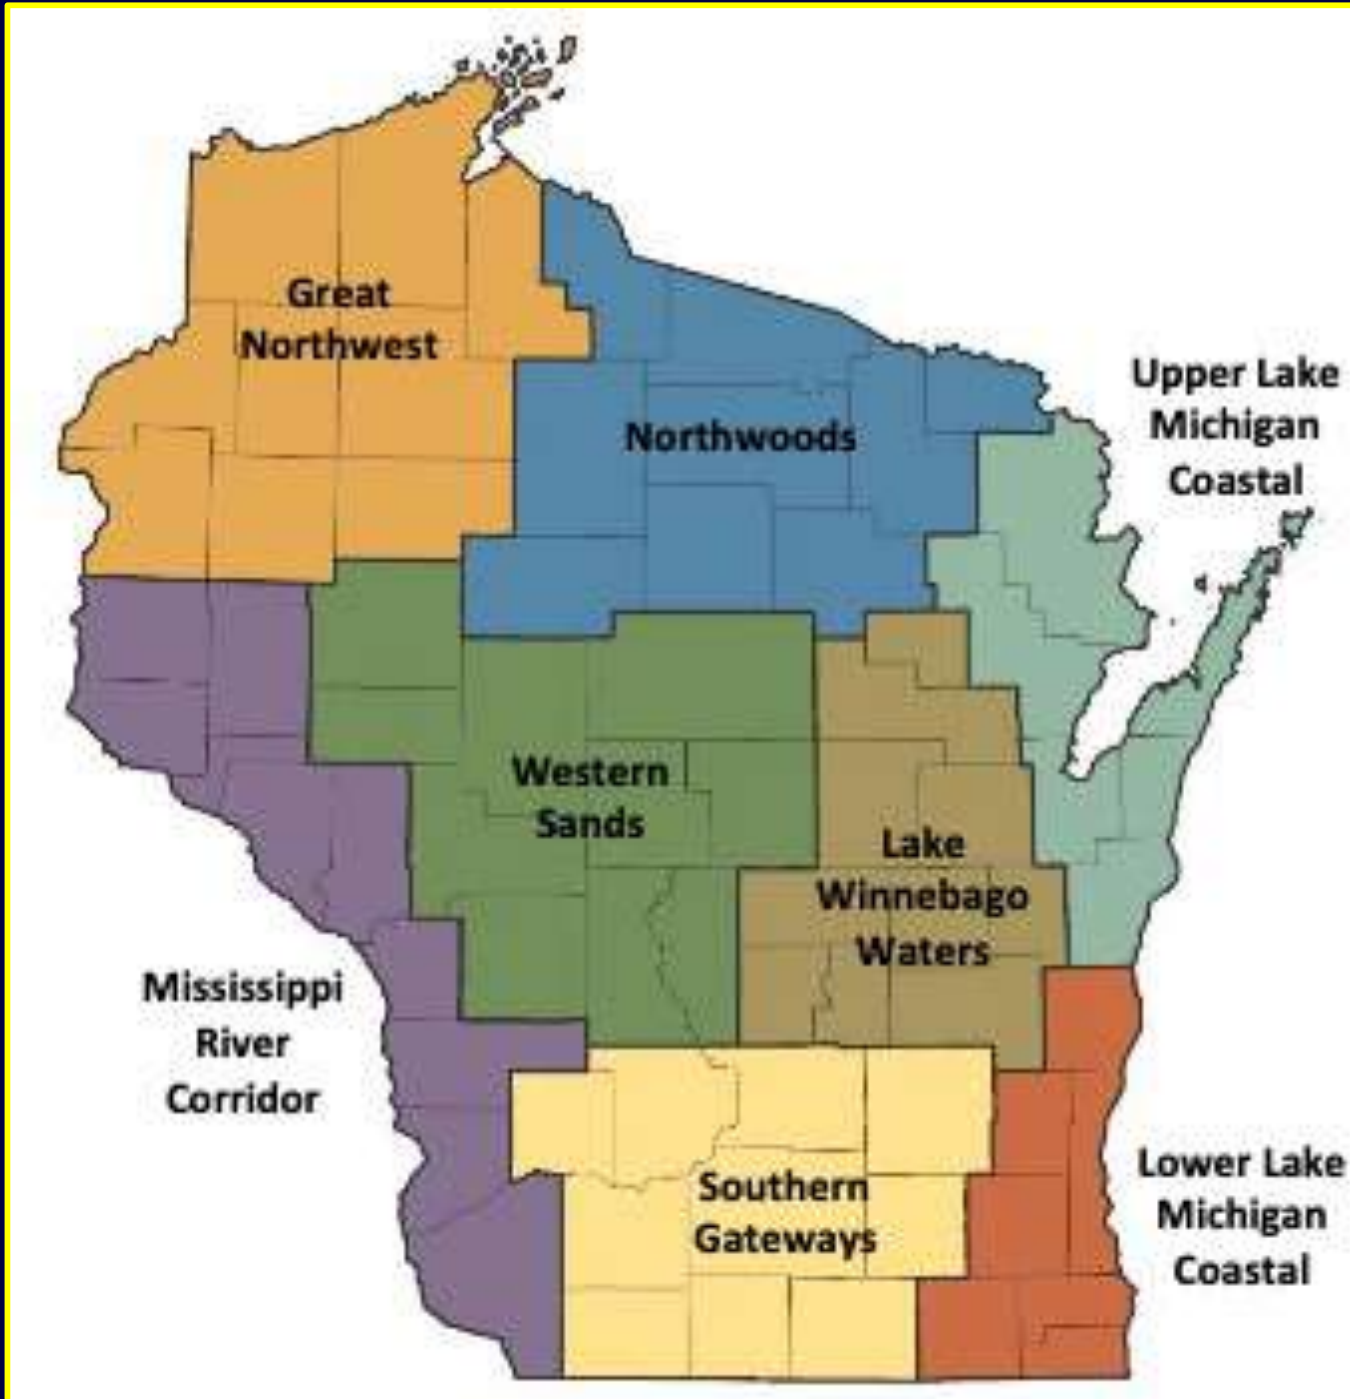 Great
Northwest
Northwoods
Upper Lake
Michigan
Coastal
Western
Sands
Lake
Winnebago
Waters
Mississippi
River
Corridor
Southern
Gateways
Lower Lake
Michigan
Coastal